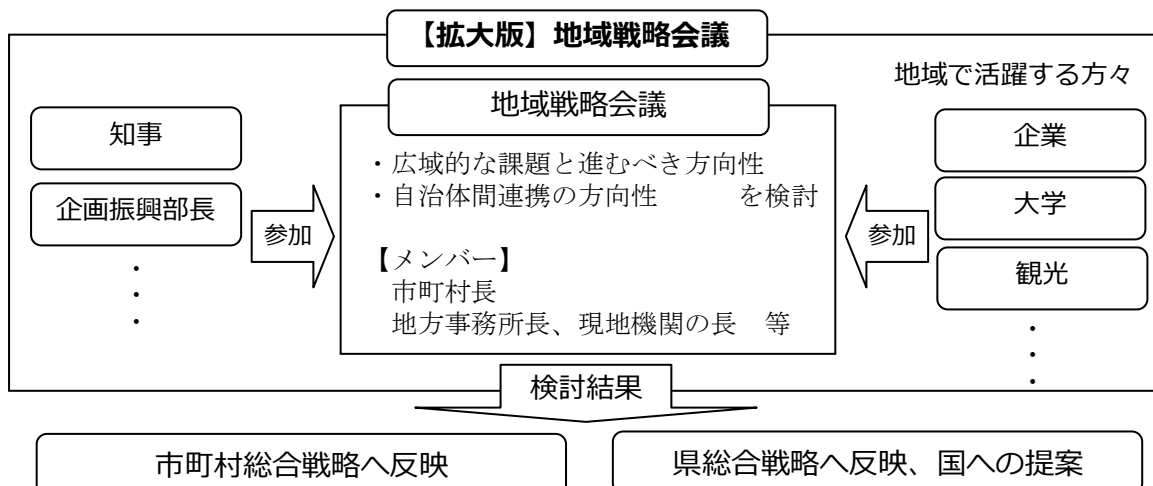 【拡大版】地域戦略会議
地域で活躍する方々
地域戦略会議
知事
企画振興部長
・
・
・
参加
・広域的な課題と進むべき方向性
・自治体間連携の方向性　　　を検討
【メンバー】
市町村長
地方事務所長、現地機関の長　等
参加
企業
大学
観光
・
・
・
検討結果
市町村総合戦略へ反映
県総合戦略へ反映、国への提案